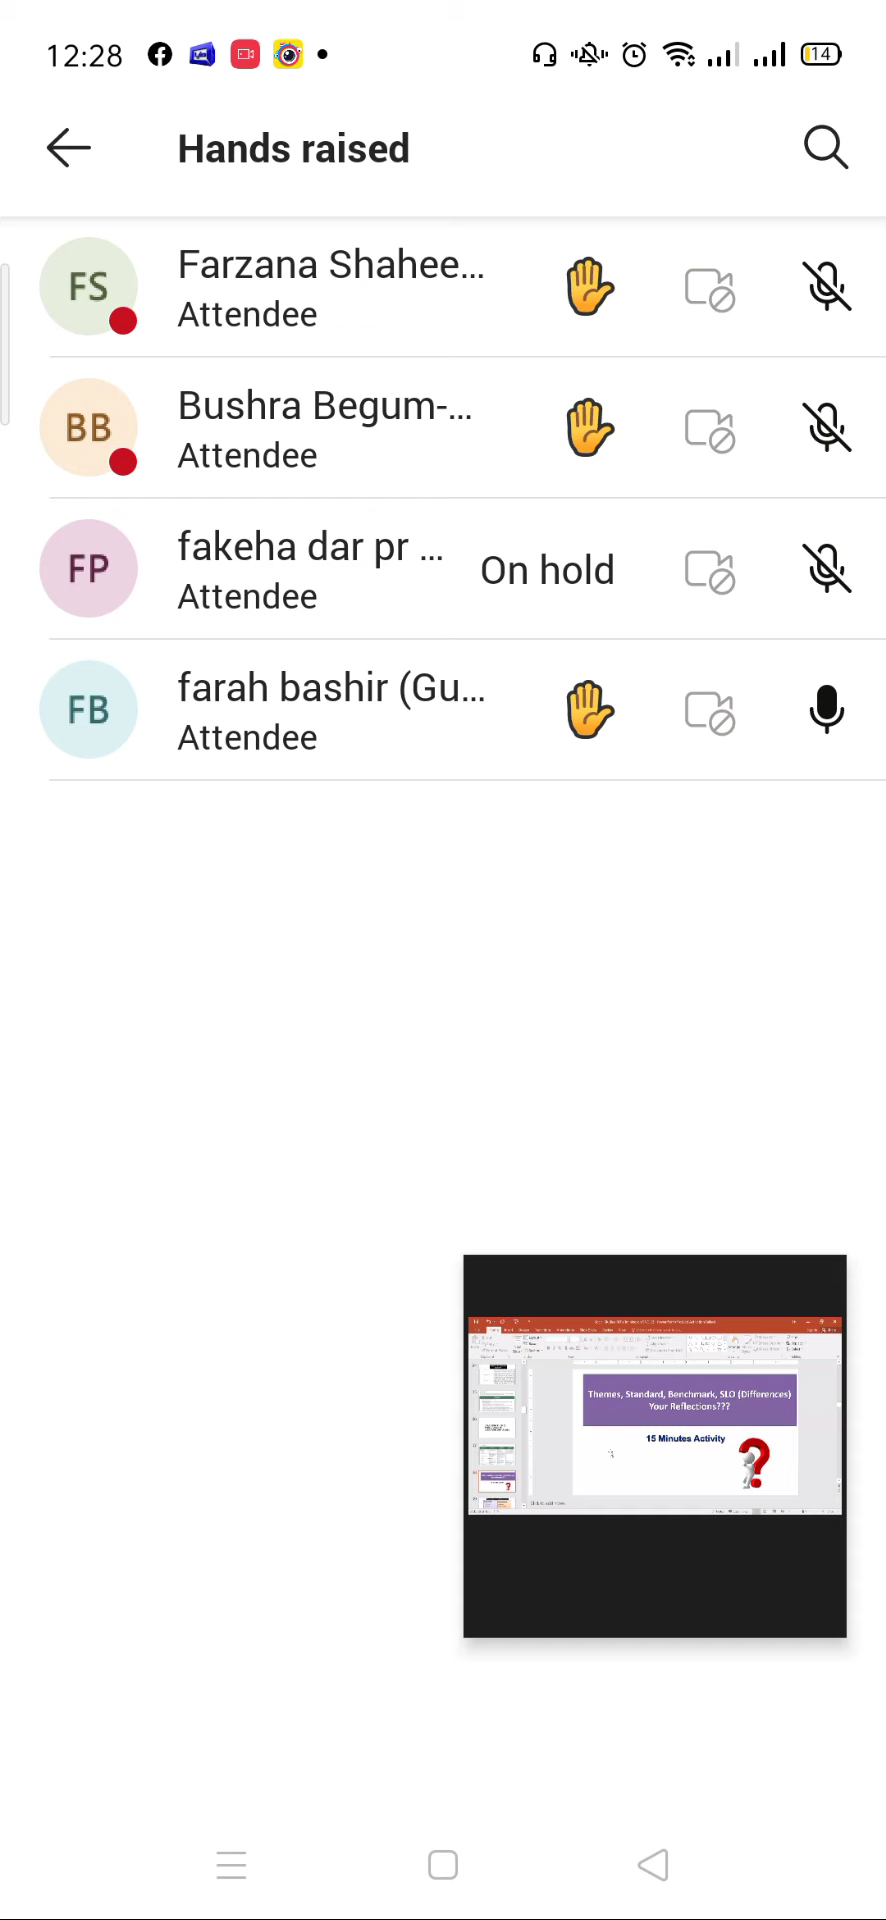 12:28
14
Hands raised
FS
Farzana Shahee...
Attendee
BB
Bushra Begum-...
Attendee
FP
fakeha dar pr ...
On hold
Attendee
FB
farah bashir (Gu...
Attendee
Themes, Standard, Benchmark, SLO (Differences)
Your Reflections???
15 Minutes Activity